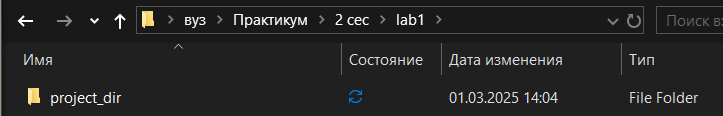 вуз > Практикум > 2 сес > lab1 >
Поиск в:
Имя Состояние Дата изменения Тип
project_dir 01.03.2025 14:04 File Folder